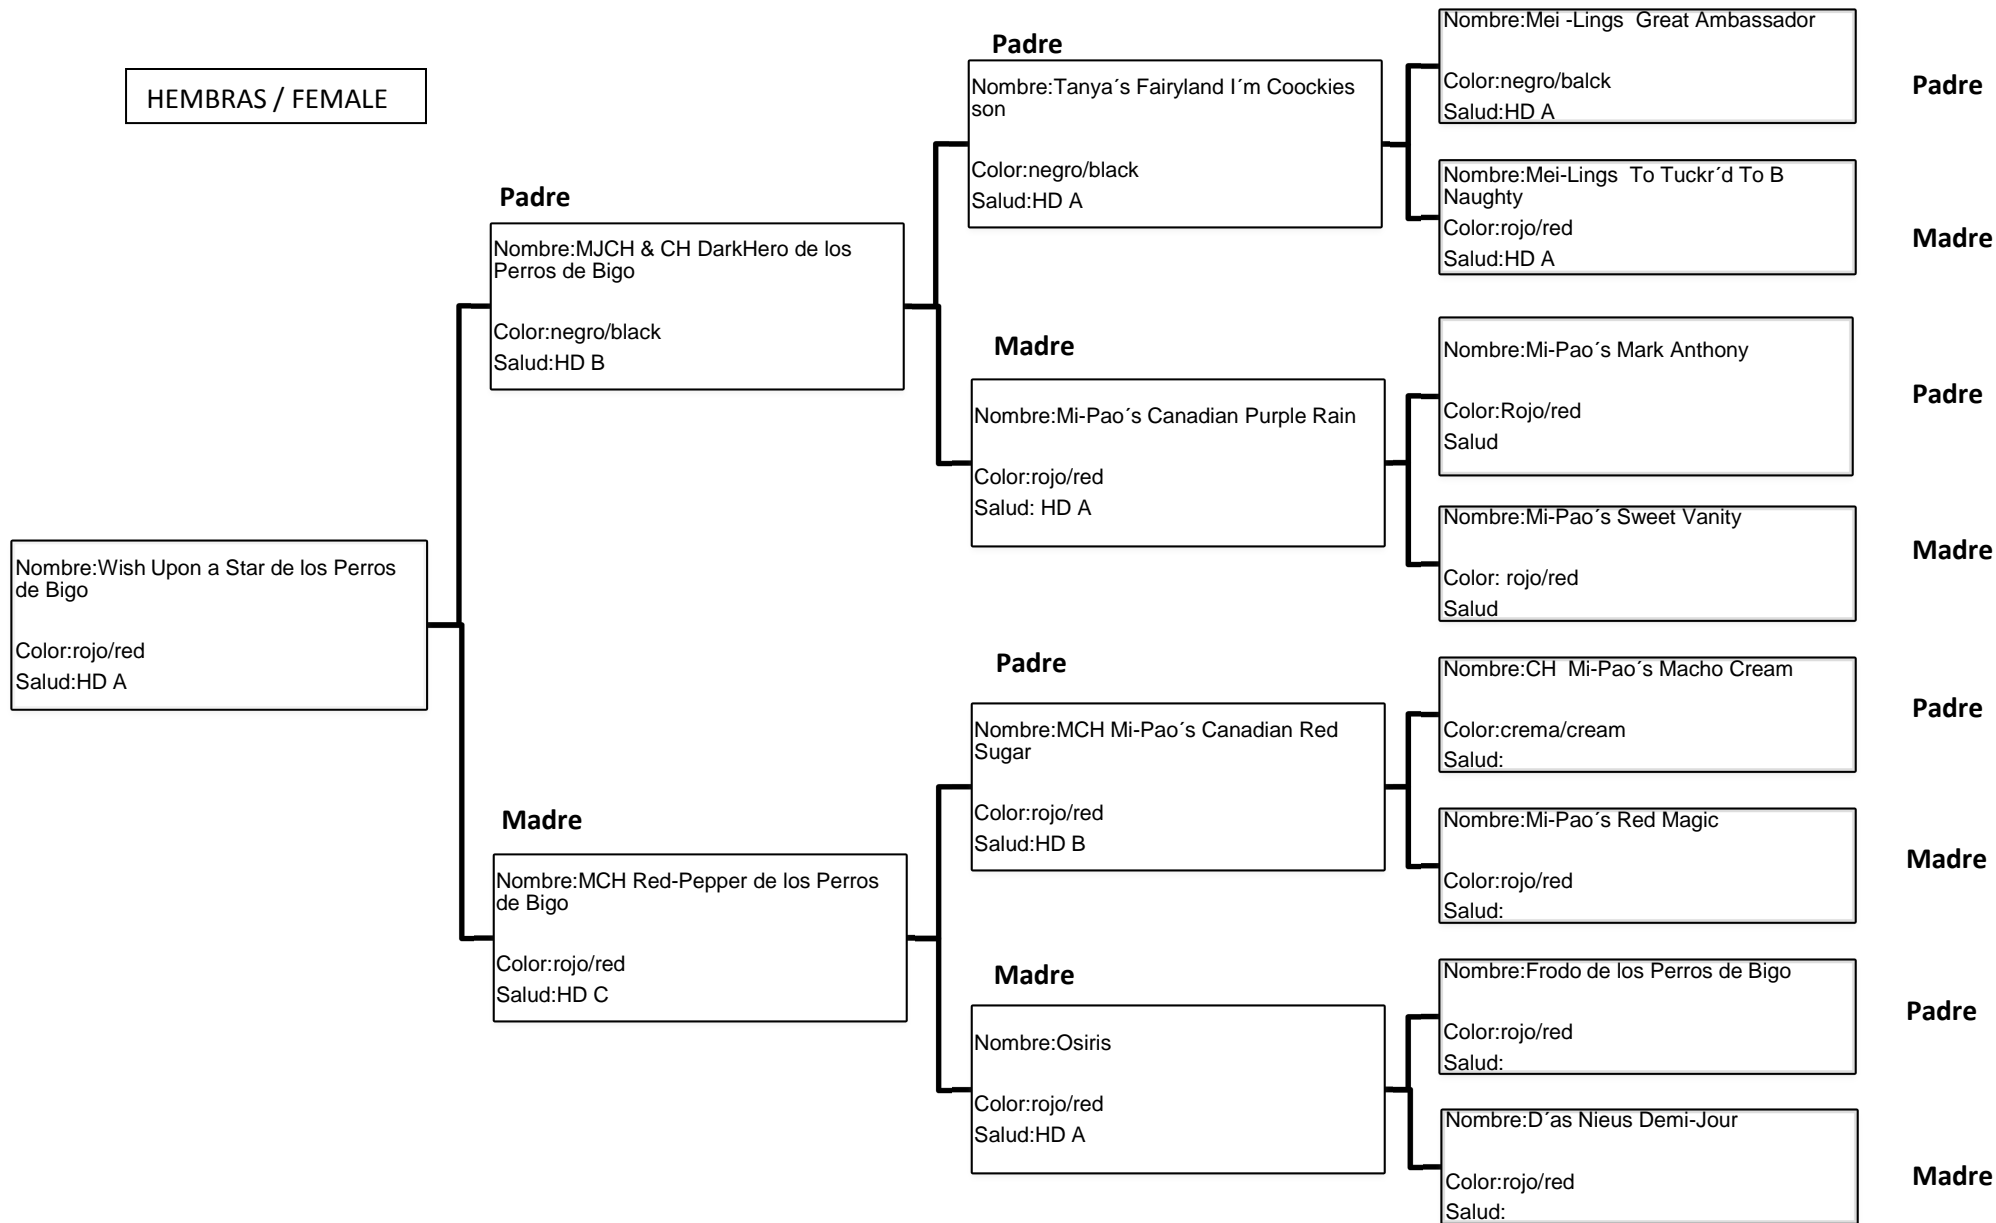 HEMBRAS / FEMALE
Nombre:Wish Upon a Star de los Perros
de Bigo
Color:rojo/red
Salud:HD A
Padre
Nombre:MJCH & CH DarkHero de los
Perros de Bigo
Color:negro/black
Salud:HD B
Madre
Nombre:MCH Red-Pepper de los Perros
de Bigo
Color:rojo/red
Salud:HD C
Padre
Nombre:Tanya´s Fairyland I´m Coockies
son
Color:negro/black
Salud:HD A
Madre
Nombre:Mi-Pao´s Canadian Purple Rain
Color:rojo/red
Salud: HD A
Padre
Nombre:MCH Mi-Pao´s Canadian Red
Sugar
Color:rojo/red
Salud:HD B
Madre
Nombre:Osiris
Color:rojo/red
Salud:HD A
Nombre:Mei -Lings  Great Ambassador
Color:negro/balck
Salud:HD A
Padre
Nombre:Mei-Lings  To Tuckr´d To B
Naughty
Color:rojo/red
Salud:HD A
Madre
Nombre:Mi-Pao´s Mark Anthony
Color:Rojo/red
Salud
Padre
Nombre:Mi-Pao´s Sweet Vanity
Color: rojo/red
Salud
Madre
Nombre:CH  Mi-Pao´s Macho Cream
Color:crema/cream
Salud:
Padre
Nombre:Mi-Pao´s Red Magic
Color:rojo/red
Salud:
Madre
Nombre:Frodo de los Perros de Bigo
Color:rojo/red
Salud:
Padre
Nombre:D´as Nieus Demi-Jour
Color:rojo/red
Salud:
Madre